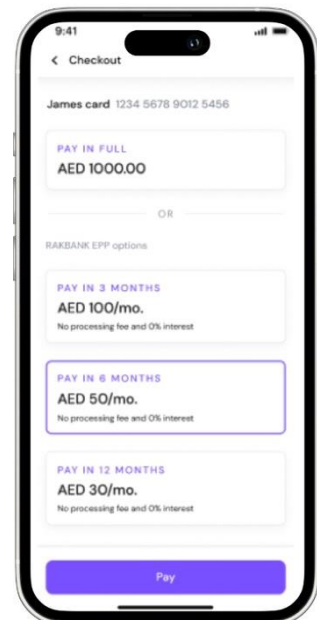 9:41
Checkout
James card 1234 5678 9012 5456
PAY IN FULL
AED 1000.00
OR
RAKBANK EPP options
PAY IN 3 MONTHS
AED 100/mo.
No processing fee and 0% interest
PAY IN 6 MONTHS
AED 50/mo.
No processing fee and 0% interest
PAY IN 12 MONTHS
AED 30/mo.
No processing fee and 0% interest
Pay